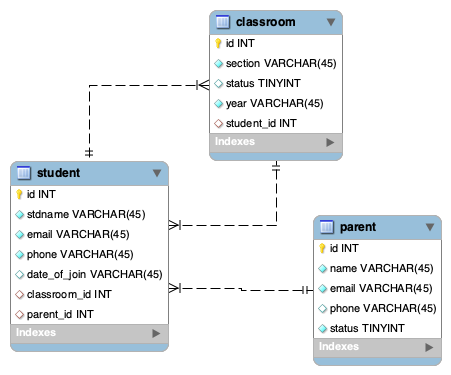 classroom
id INT
section VARCHAR(45)
status TINYINT
year VARCHAR(45)
student_id INT
Indexes
student
id INT
stdname VARCHAR(45)
email VARCHAR(45)
phone VARCHAR(45)
date_of_join VARCHAR(45)
classroom_id INT
parent_id INT
Indexes
parent
id INT
name VARCHAR(45)
email VARCHAR(45)
phone VARCHAR(45)
status TINYINT
Indexes